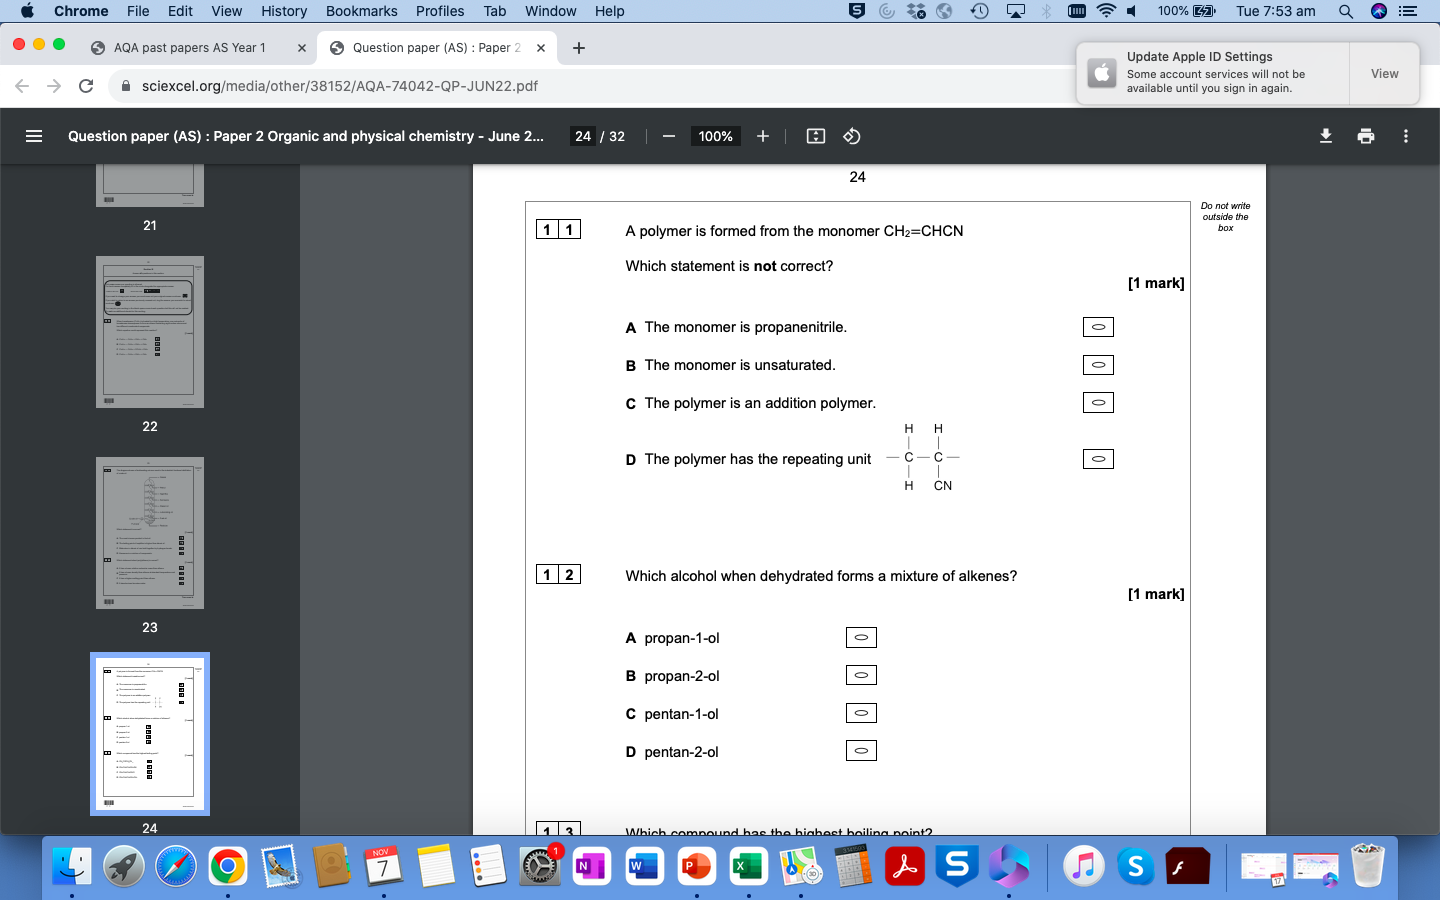 Chrome File Edit View History Bookmarks Profiles Tab Window Help 100% Tue 7:53 am
AQA past papers AS Year 1 Question paper (AS) : Paper 2
Update Apple ID Settings
Some account services will not be
available until you sign in again.
View
sciexcel.org/media/other/38152/AQA-74042-QP-JUN22.pdf
Question paper (AS) : Paper 2 Organic and physical chemistry - June 2... 24 / 32 100%
21
22
23
24
24
Do not write
outside the
box
1 1 A polymer is formed from the monomer CH₂=CHCN
Which statement is not correct?
[1 mark]
A The monomer is propanenitrile.
B The monomer is unsaturated.
C The polymer is an addition polymer.
H H
D The polymer has the repeating unit — C — C —
H CN
1 2 Which alcohol when dehydrated forms a mixture of alkenes?
[1 mark]
A propan-1-ol
B propan-2-ol
C pentan-1-ol
D pentan-2-ol
1 3 Which compound has the highest boiling point?
NOV
7
1
N
W
P
X
3D
S
S
f
17